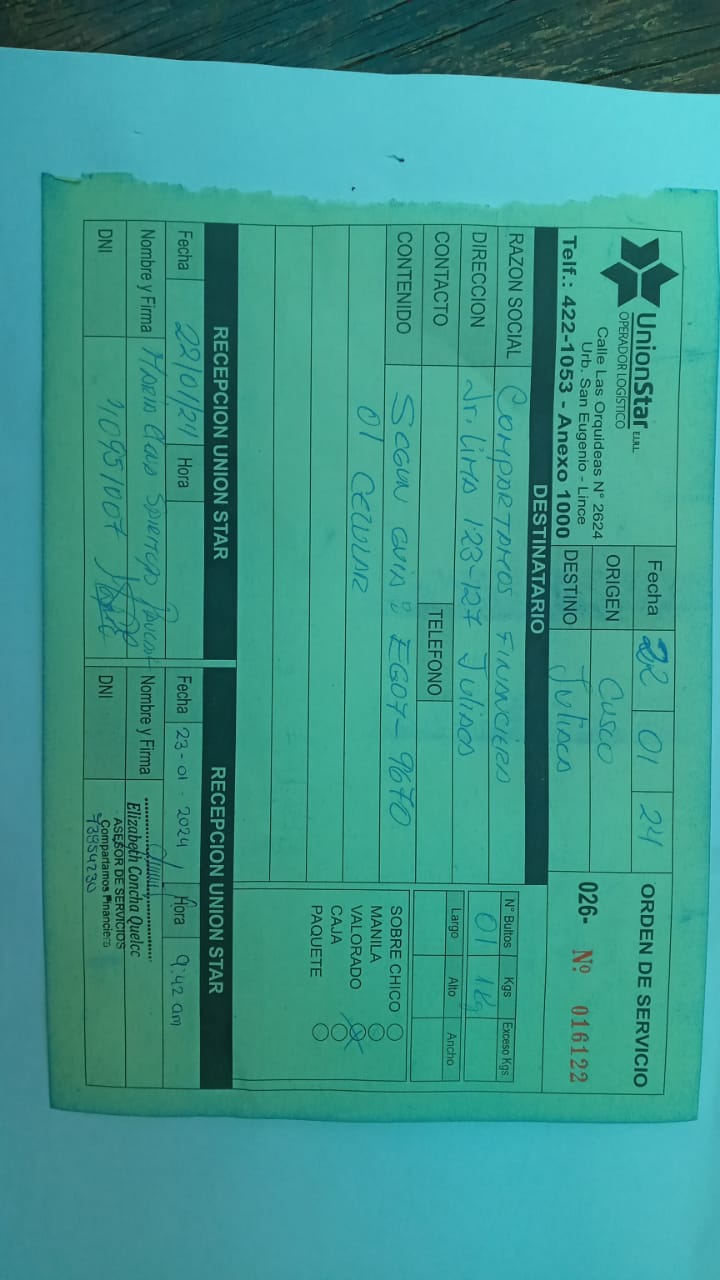 UnionStar E.I.R.L.
OPERADOR LOGÍSTICO
Calle Las Orquideas N° 2624
Urb. San Eugenio - Lince
Telf.: 422-1053 - Anexo 1000
Fecha 22 01 24
ORIGEN Cusco
DESTINO Juliaca
ORDEN DE SERVICIO
026- Nº 016122
DESTINATARIO
RAZON SOCIAL COMPARTAMOS FINANCIERA
DIRECCION Jr. LIMA 123-127 Juliaca
CONTACTO TELEFONO
CONTENIDO SEGUN GUIA: EG07-9670
01 CELULAR
N° Bultos Kgs Exceso Kgs.
01 1Kg
Largo Alto Ancho
SOBRE CHICO
MANILA
VALORADO
CAJA
PAQUETE
RECEPCION UNION STAR
Fecha 22/01/24 Hora
Nombre y Firma Maria
DNI 40951007
RECEPCION UNION STAR
Fecha 23-01-2024 Hora 9:42 am
Nombre y Firma
Elizabeth Concha Quelcc
ASESOR DE SERVICIOS
Compartamos Financiera
DNI 73954230